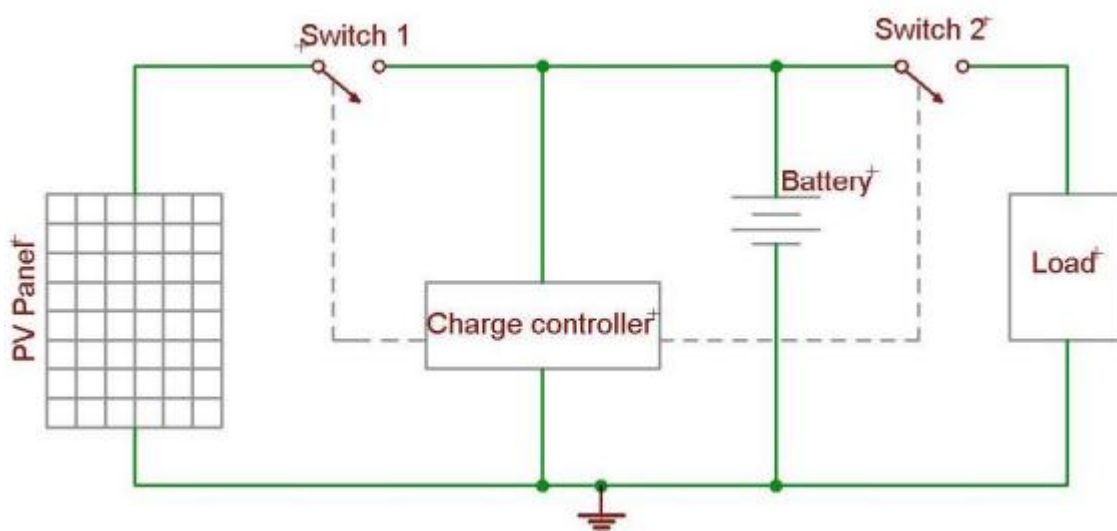 Switch 1
Switch 2
Battery
PV Panel
Load
Charge controller